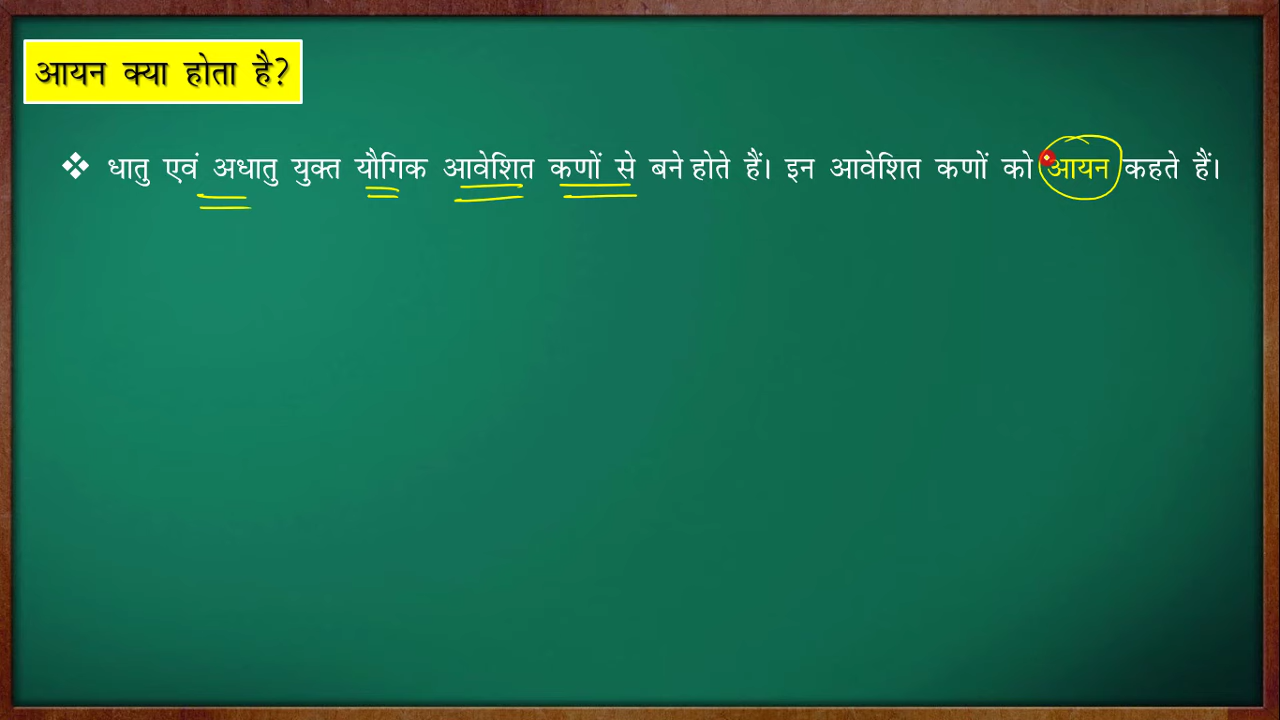 आयन क्या होता है?
❖ धातु एवं अधातु युक्त यौगिक आवेशित कणों से बने होते हैं। इन आवेशित कणों को आयन कहते हैं।